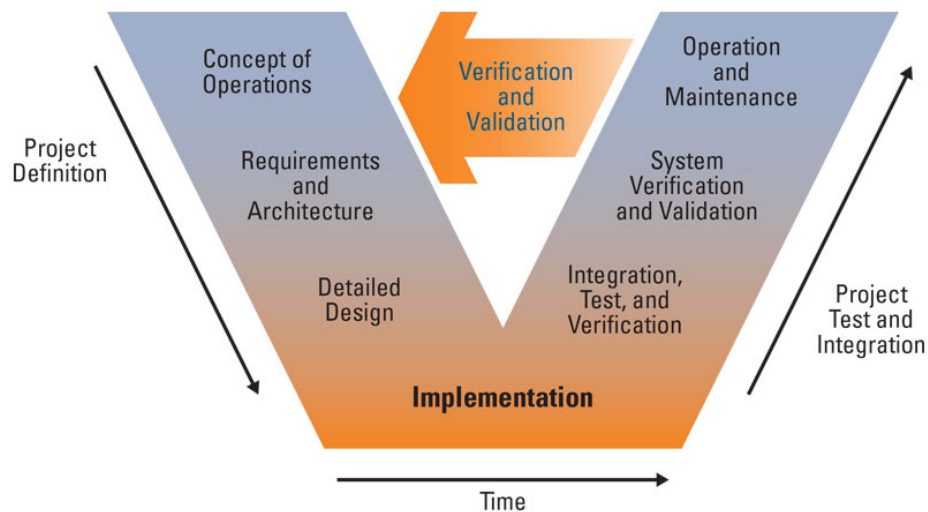 Concept of
Operations
Verification
and
Validation
Operation
and
Maintenance
Project
Definition
Requirements
and
Architecture
System
Verification
and Validation
Detailed
Design
Integration,
Test, and
Verification
Project
Test and
Integration
Implementation
Time